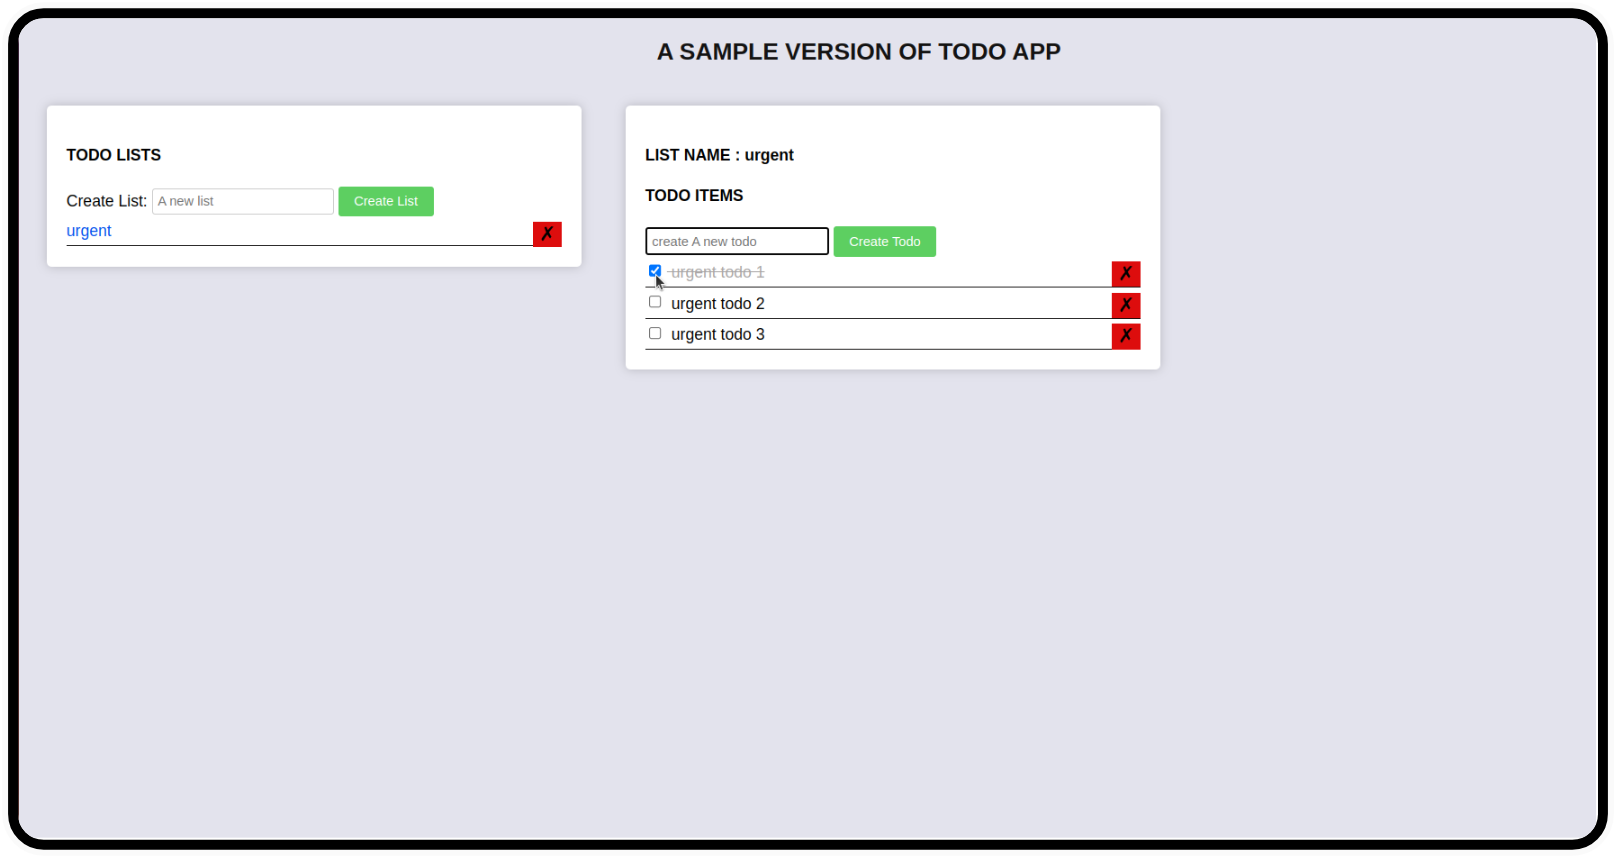 A SAMPLE VERSION OF TODO APP
TODO LISTS
Create List: A new list Create List
urgent ✗
LIST NAME : urgent
TODO ITEMS
create A new todo Create Todo
urgent todo 1 ✗
urgent todo 2 ✗
urgent todo 3 ✗